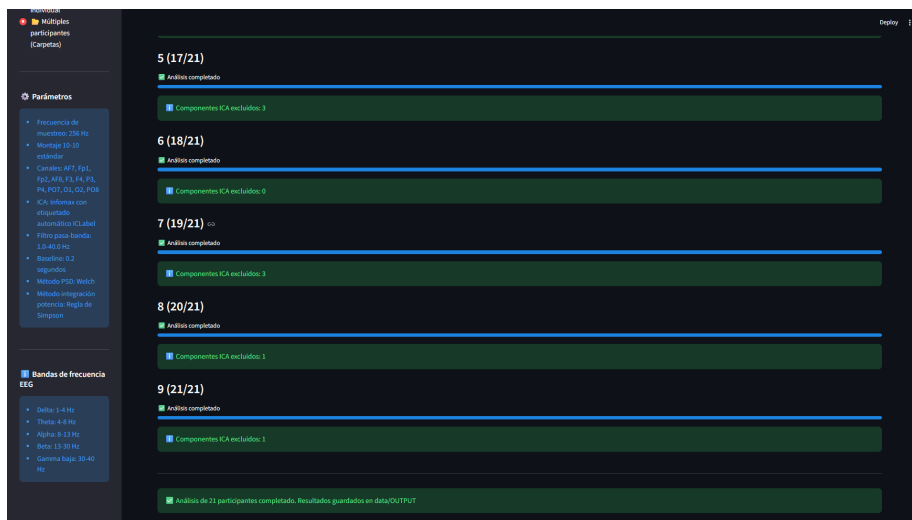 individual
Múltiples
participantes
(Carpetas)
Parámetros
Frecuencia de
muestreo: 256 Hz
Montaje 10-10
estándar
Canales: AF7, Fp1,
Fp2, AF8, F3, F4, P3,
P4, PO7, O1, O2, PO8
ICA: Infomax con
etiquetado
automático ICLabel
Filtro pasa-banda:
1.0-40.0 Hz
Baseline: 0.2
segundos
Método PSD: Welch
Método integración
potencia: Regla de
Simpson
Bandas de frecuencia
EEG
Delta: 1-4 Hz
Theta: 4-8 Hz
Alpha: 8-13 Hz
Beta: 13-30 Hz
Gamma baja: 30-40
Hz
Deploy
5 (17/21)
Análisis completado
Componentes ICA excluidos: 3
6 (18/21)
Análisis completado
Componentes ICA excluidos: 0
7 (19/21)
Análisis completado
Componentes ICA excluidos: 3
8 (20/21)
Análisis completado
Componentes ICA excluidos: 1
9 (21/21)
Análisis completado
Componentes ICA excluidos: 1
Análisis de 21 participantes completado. Resultados guardados en data/OUTPUT